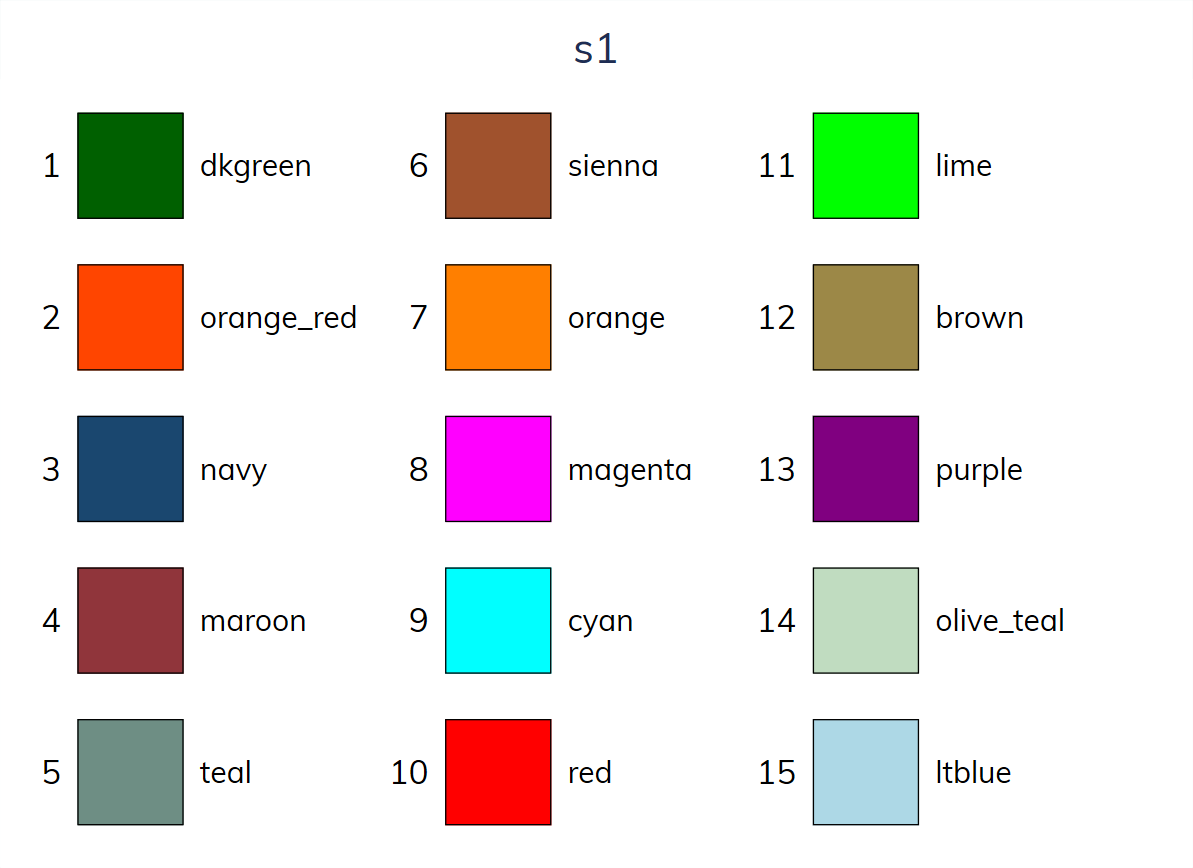 s1
1 dkgreen
2 orange_red
3 navy
4 maroon
5 teal
6 sienna
7 orange
8 magenta
9 cyan
10 red
11 lime
12 brown
13 purple
14 olive_teal
15 ltblue